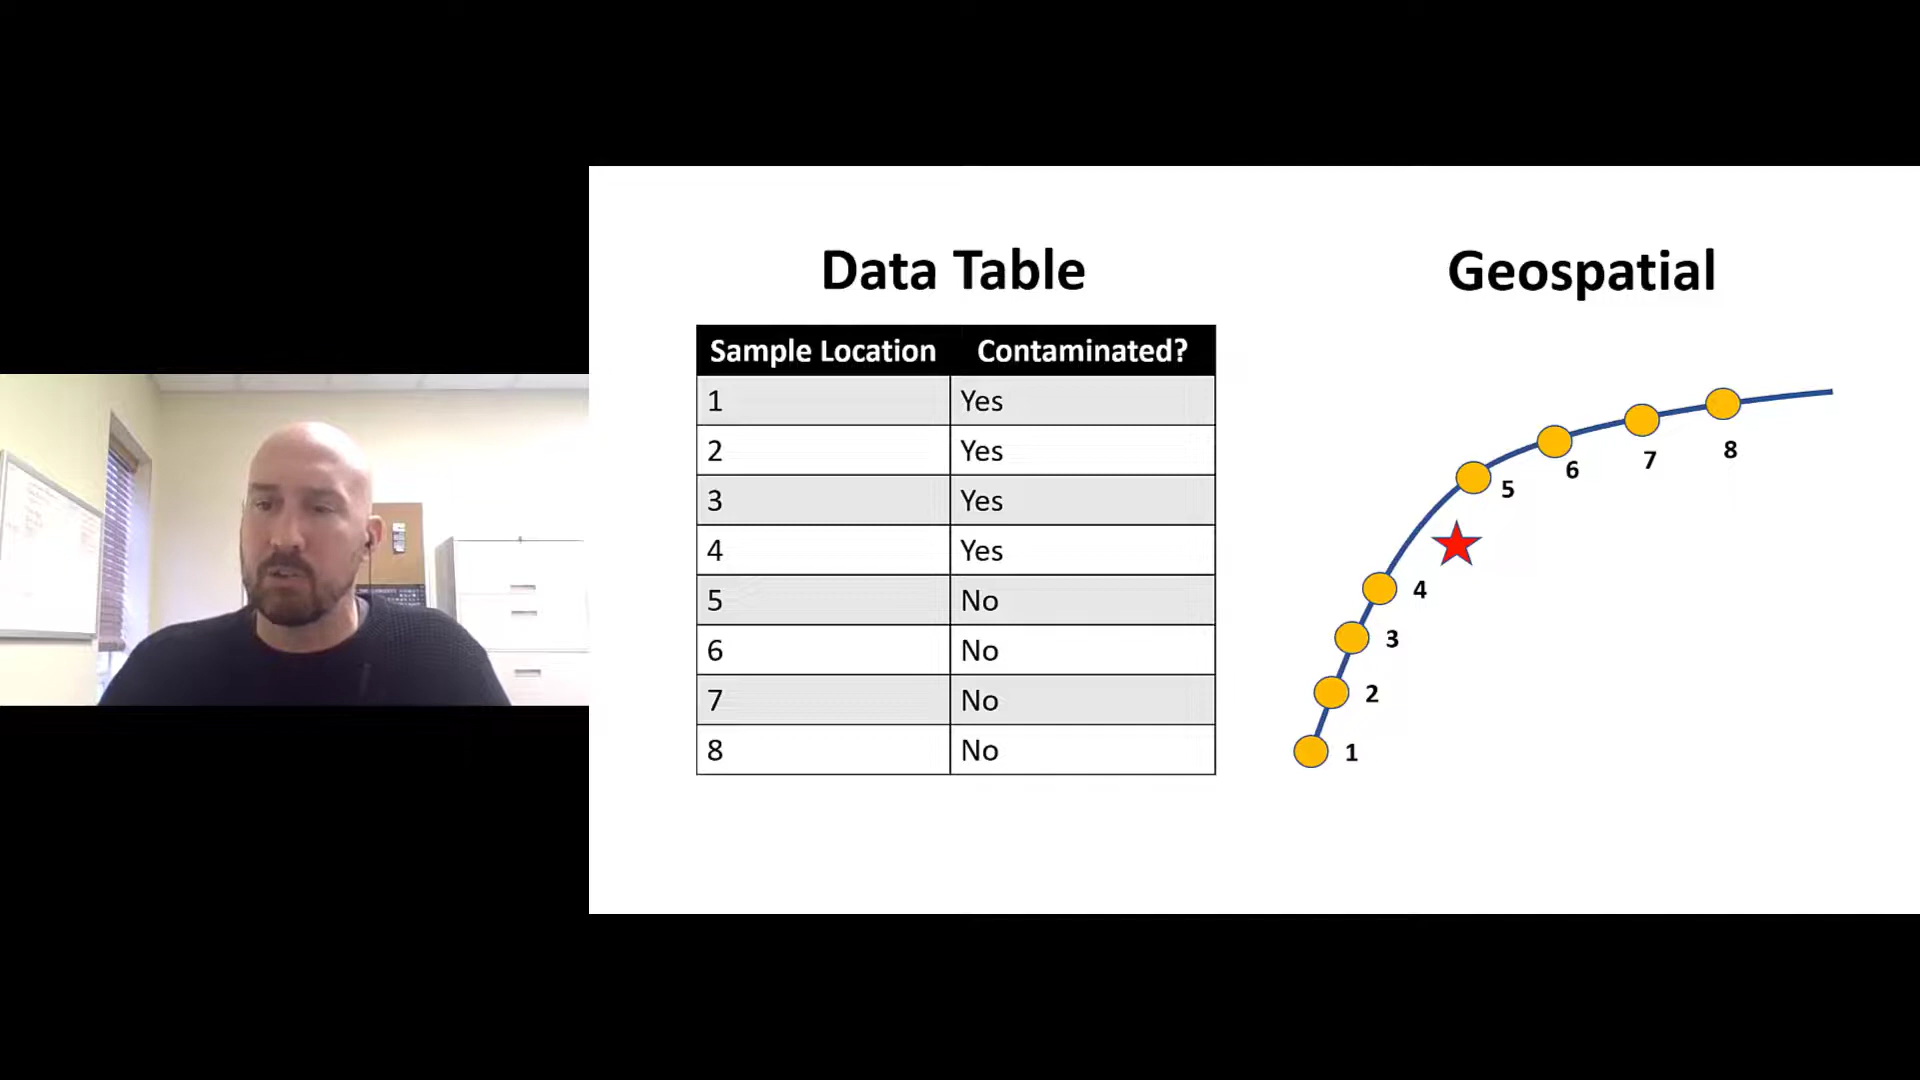 Data Table
Sample Location Contaminated?
1 Yes
2 Yes
3 Yes
4 Yes
5 No
6 No
7 No
8 No
Geospatial
8
7
6
5
4
3
2
1